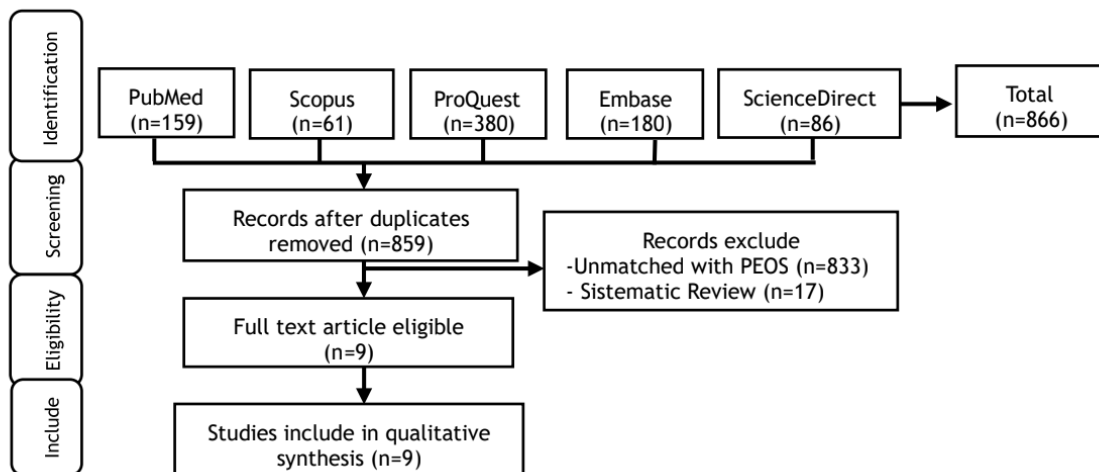 Identification
PubMed
(n=159)
Scopus
(n=61)
ProQuest
(n=380)
Embase
(n=180)
ScienceDirect
(n=86)
Total
(n=866)
Screening
Records after duplicates
removed (n=859)
Records exclude
-Unmatched with PEOS (n=833)
- Sistematic Review (n=17)
Eligibility
Full text article eligible
(n=9)
Include
Studies include in qualitative
synthesis (n=9)